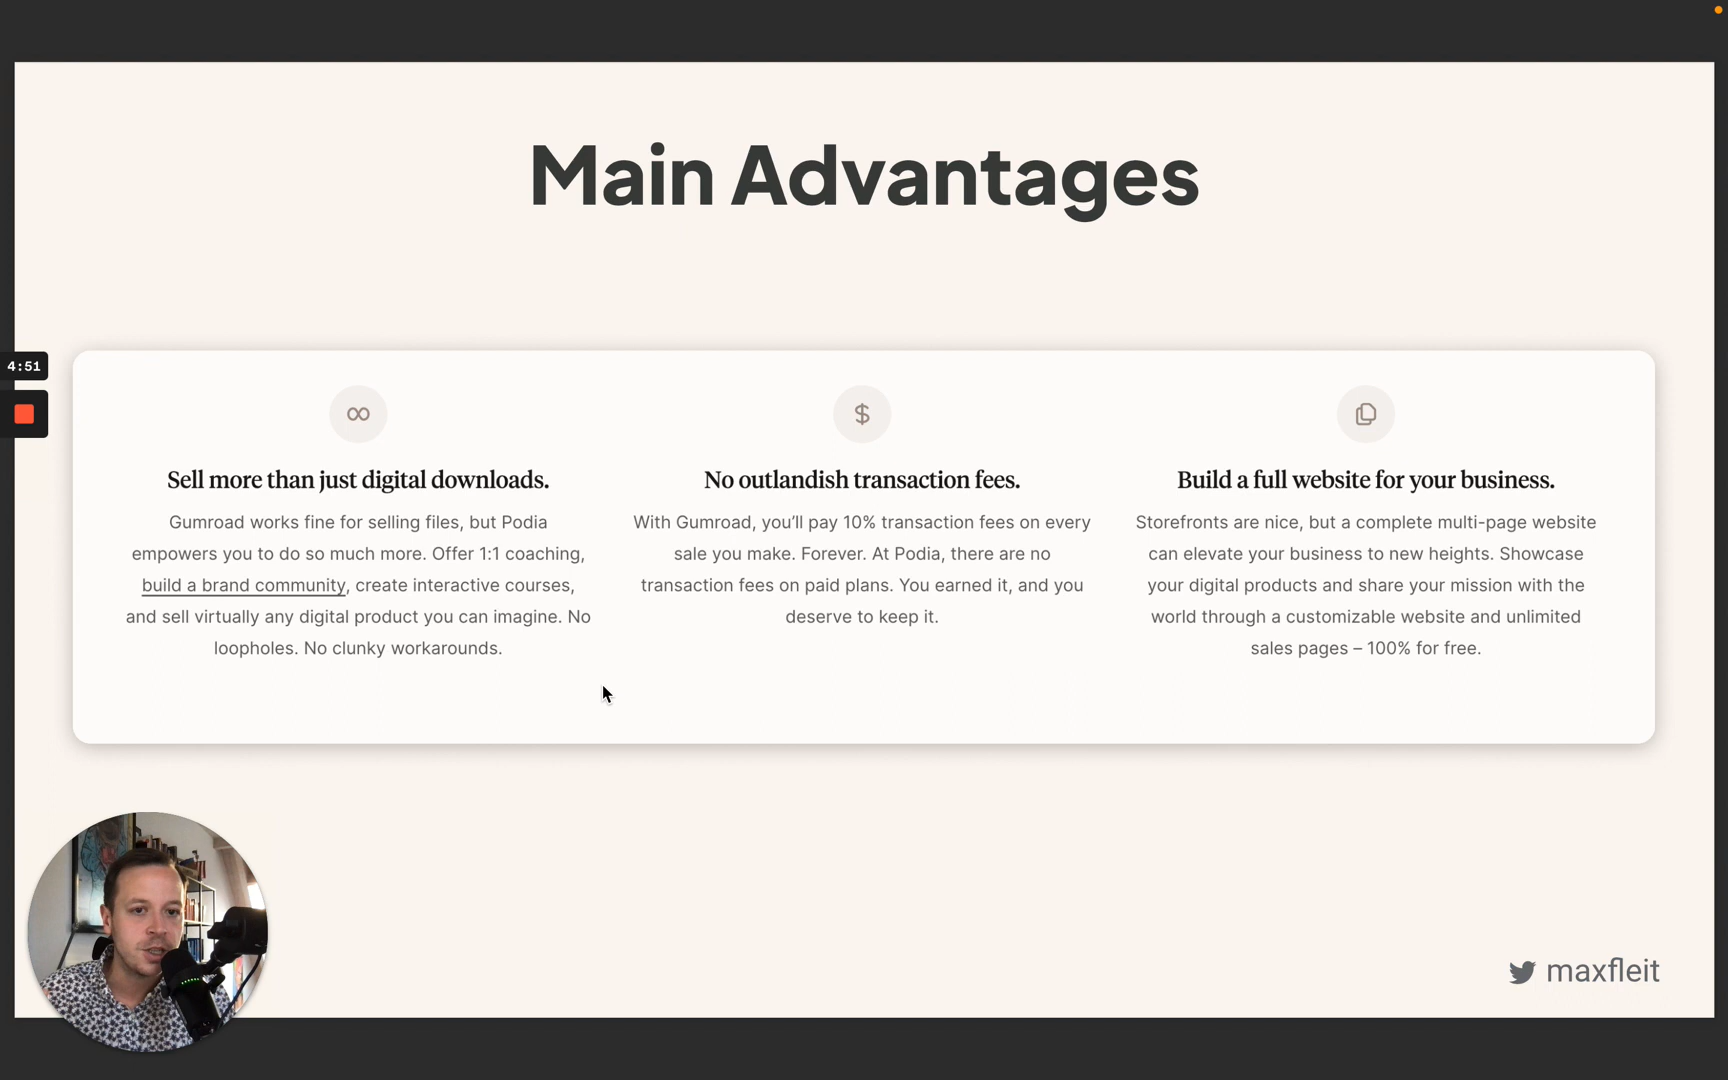 Main Advantages
4:51
Sell more than just digital downloads.
Gumroad works fine for selling files, but Podia
empowers you to do so much more. Offer 1:1 coaching,
build a brand community, create interactive courses,
and sell virtually any digital product you can imagine. No
loopholes. No clunky workarounds.
$
No outlandish transaction fees.
With Gumroad, you’ll pay 10% transaction fees on every
sale you make. Forever. At Podia, there are no
transaction fees on paid plans. You earned it, and you
deserve to keep it.
Build a full website for your business.
Storefronts are nice, but a complete multi-page website
can elevate your business to new heights. Showcase
your digital products and share your mission with the
world through a customizable website and unlimited
sales pages – 100% for free.
maxfleit